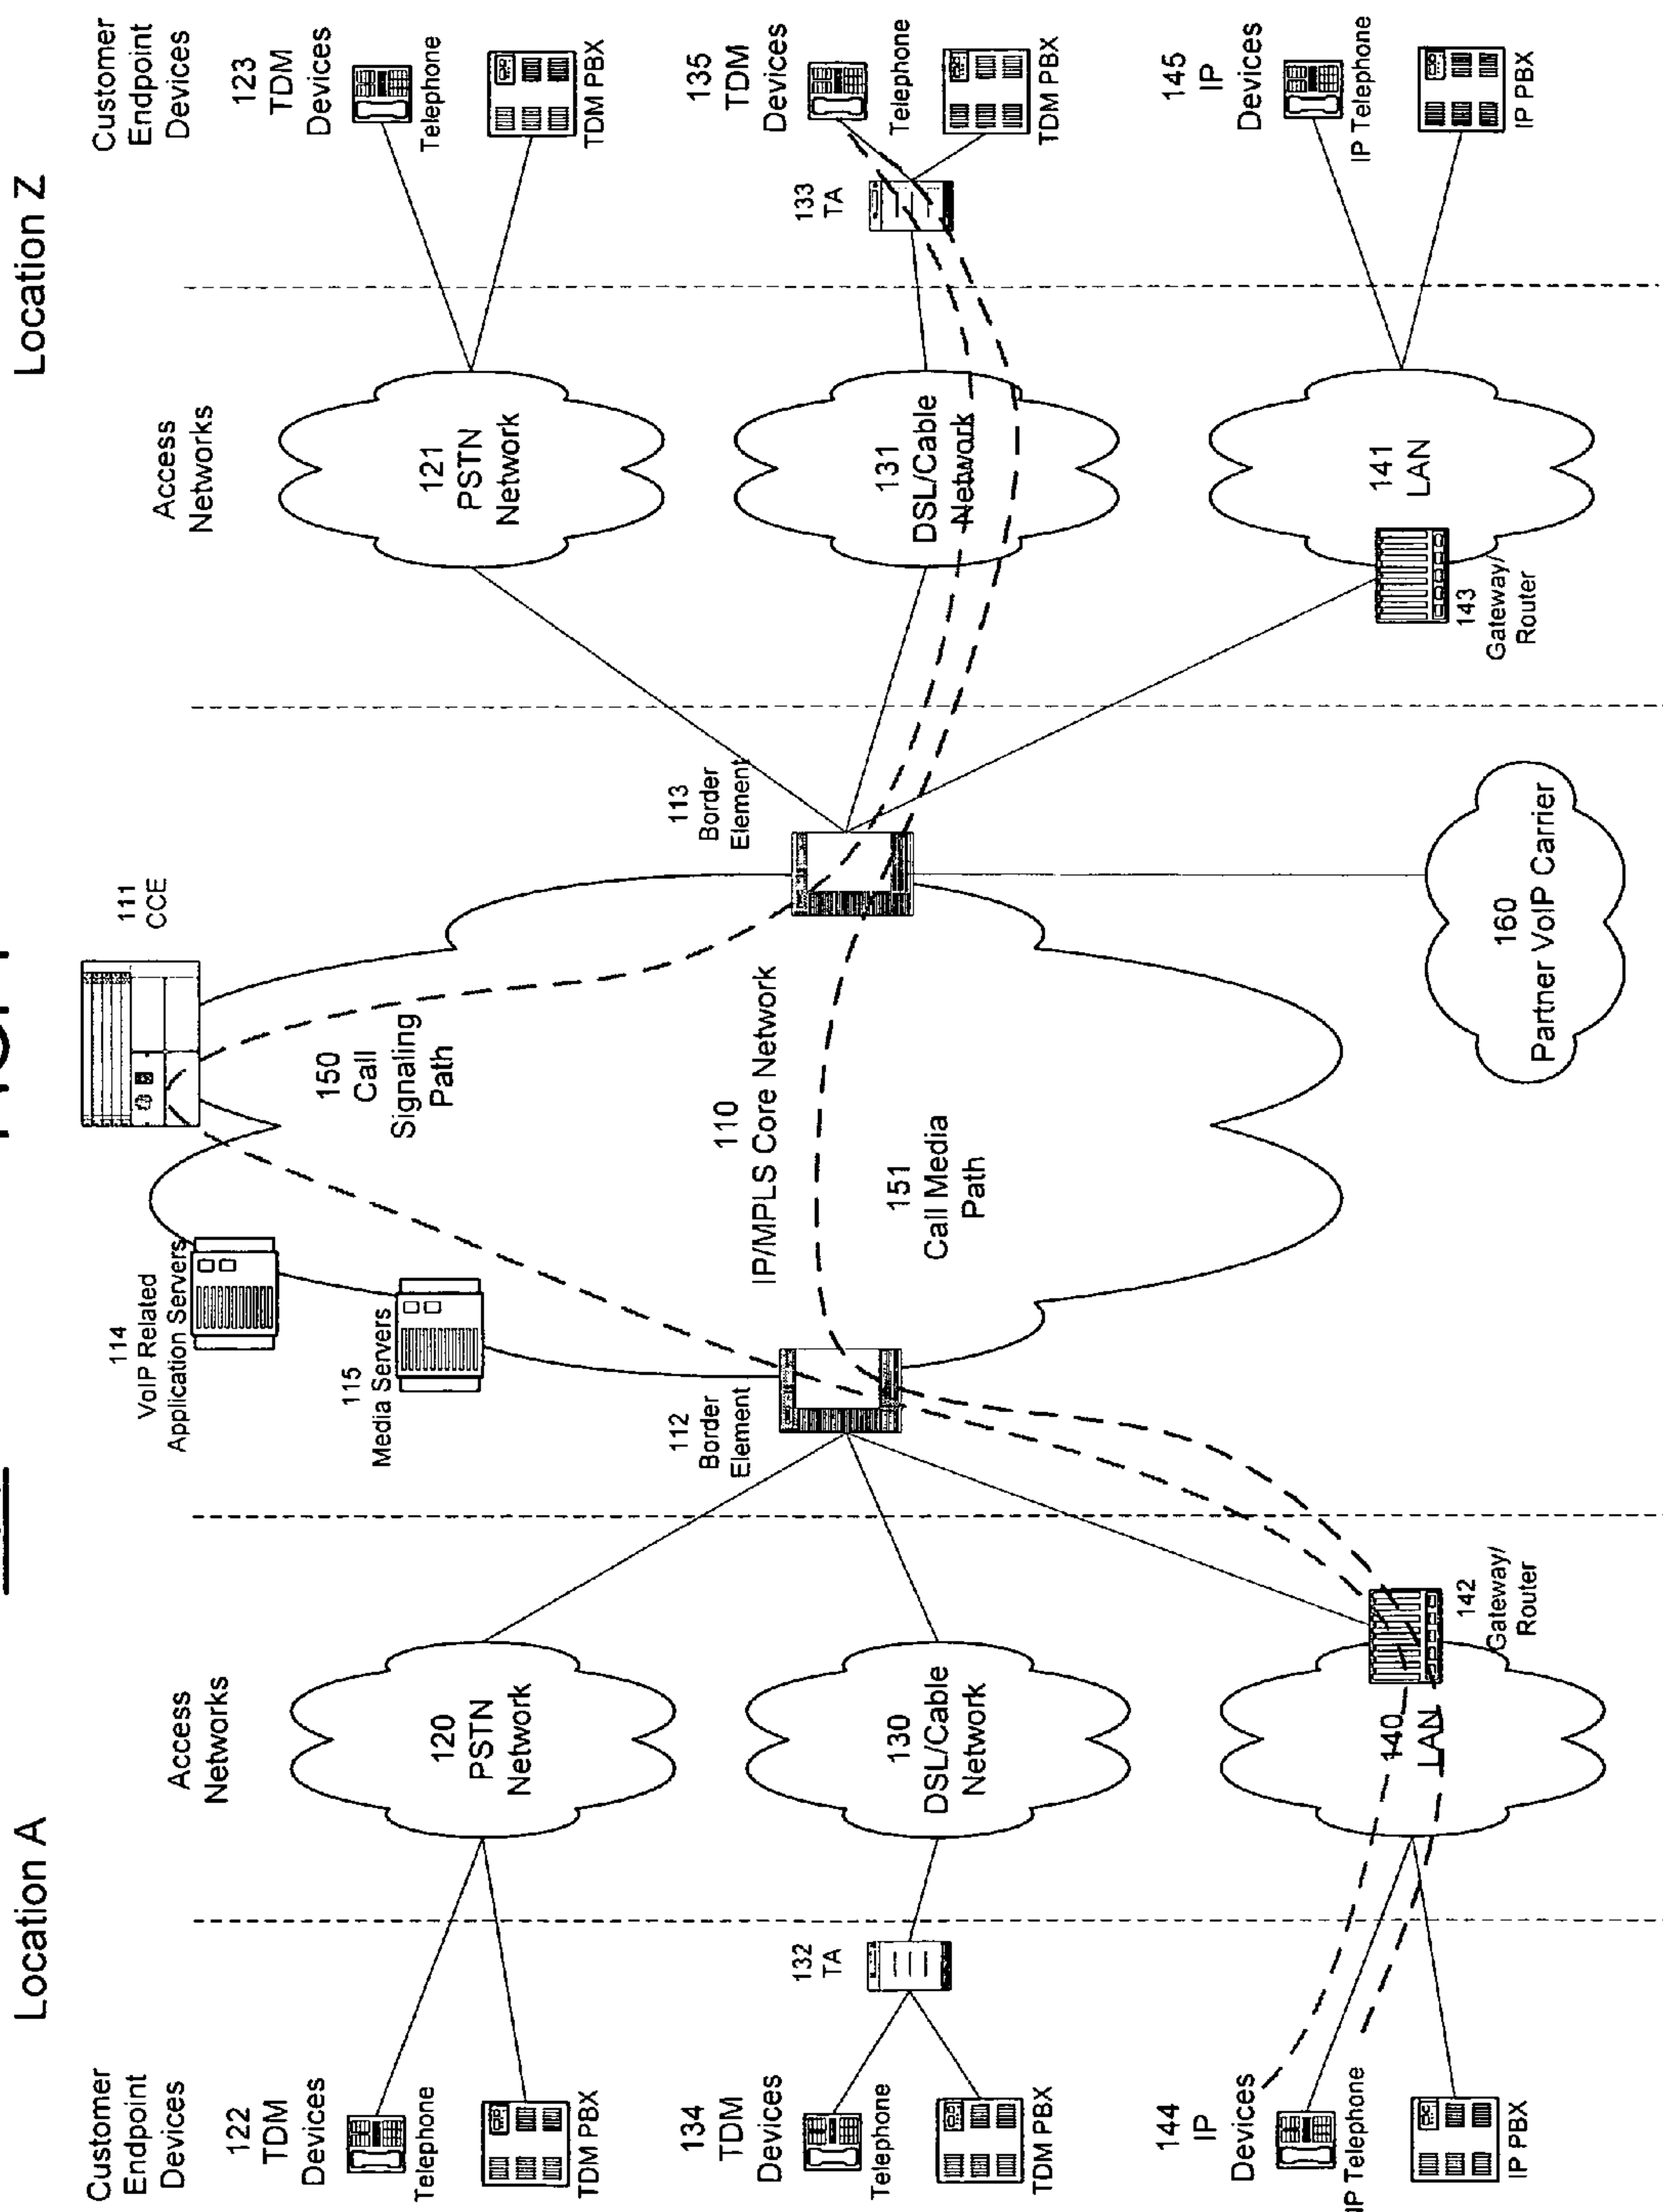 Location A
Location Z
Customer
Endpoint
Devices
Access
Networks
111
CCE
Access
Networks
Customer
Endpoint
Devices
114
VoIP Related
Application Servers
115
Media Servers
122
TDM
Devices
Telephone
TDM PBX
120
PSTN
Network
150
Call
Signaling
Path
121
PSTN
Network
123
TDM
Devices
Telephone
TDM PBX
112
Border
Element
110
IP/MPLS Core Network
113
Border
Element
134
TDM
Devices
Telephone
TDM PBX
132
TA
130
DSL/Cable
Network
151
Call Media
Path
131
DSL/Cable
Network
133
TA
135
TDM
Devices
Telephone
TDM PBX
144
IP
Devices
IP Telephone
IP PBX
140
LAN
142
Gateway/
Router
160
Partner VoIP Carrier
143
Gateway/
Router
141
LAN
145
IP
Devices
IP Telephone
IP PBX